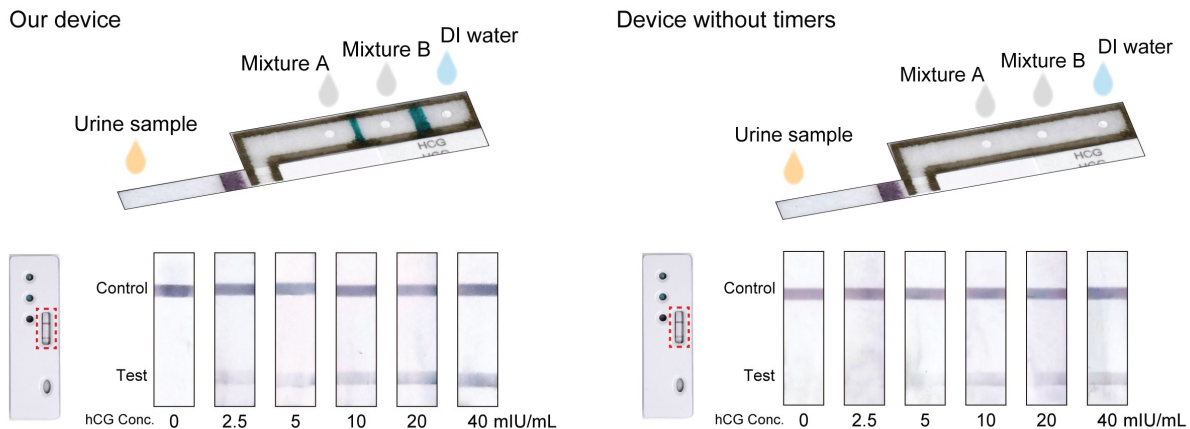 Our device
Mixture A
Mixture B
DI water
Urine sample
HCG
Control
Test
hCG Conc. 0 2.5 5 10 20 40 mIU/mL
Device without timers
Mixture A
Mixture B
DI water
Urine sample
HCG
Control
Test
hCG Conc. 0 2.5 5 10 20 40 mIU/mL